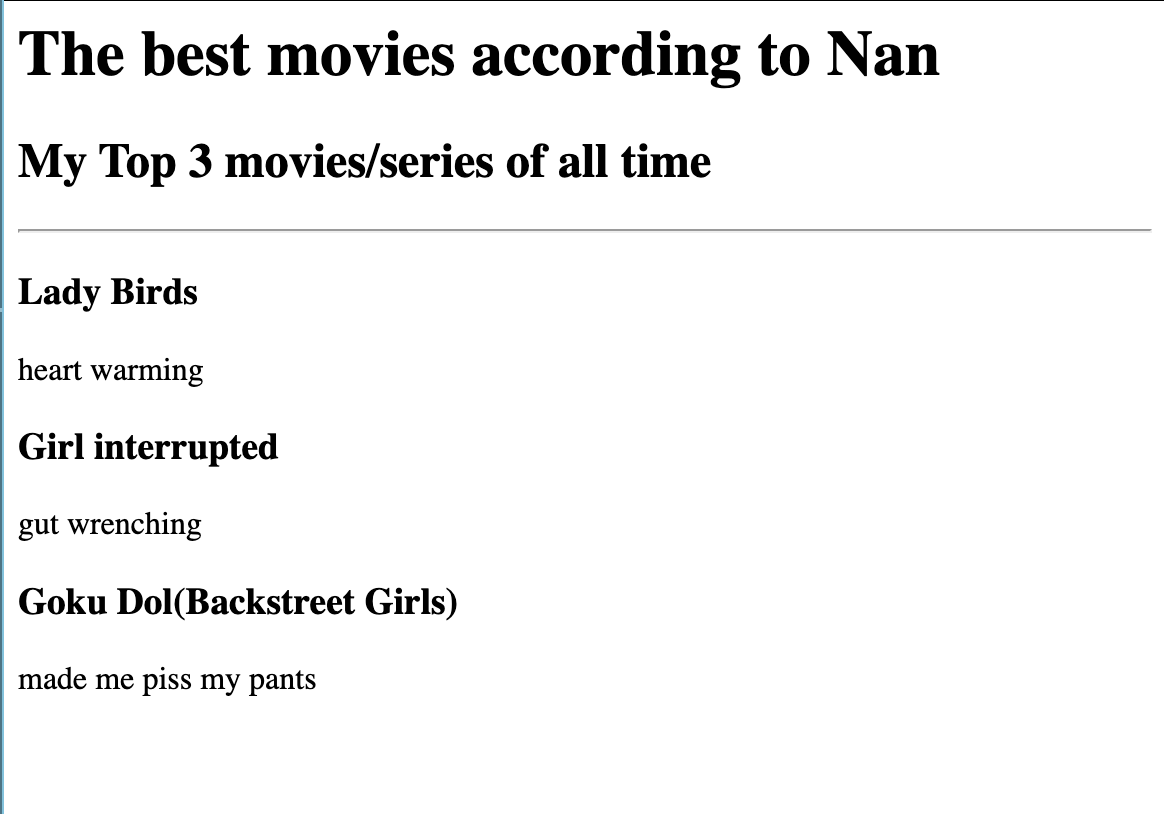 The best movies according to Nan
My Top 3 movies/series of all time
Lady Birds
heart warming
Girl interrupted
gut wrenching
Goku Dol(Backstreet Girls)
made me piss my pants